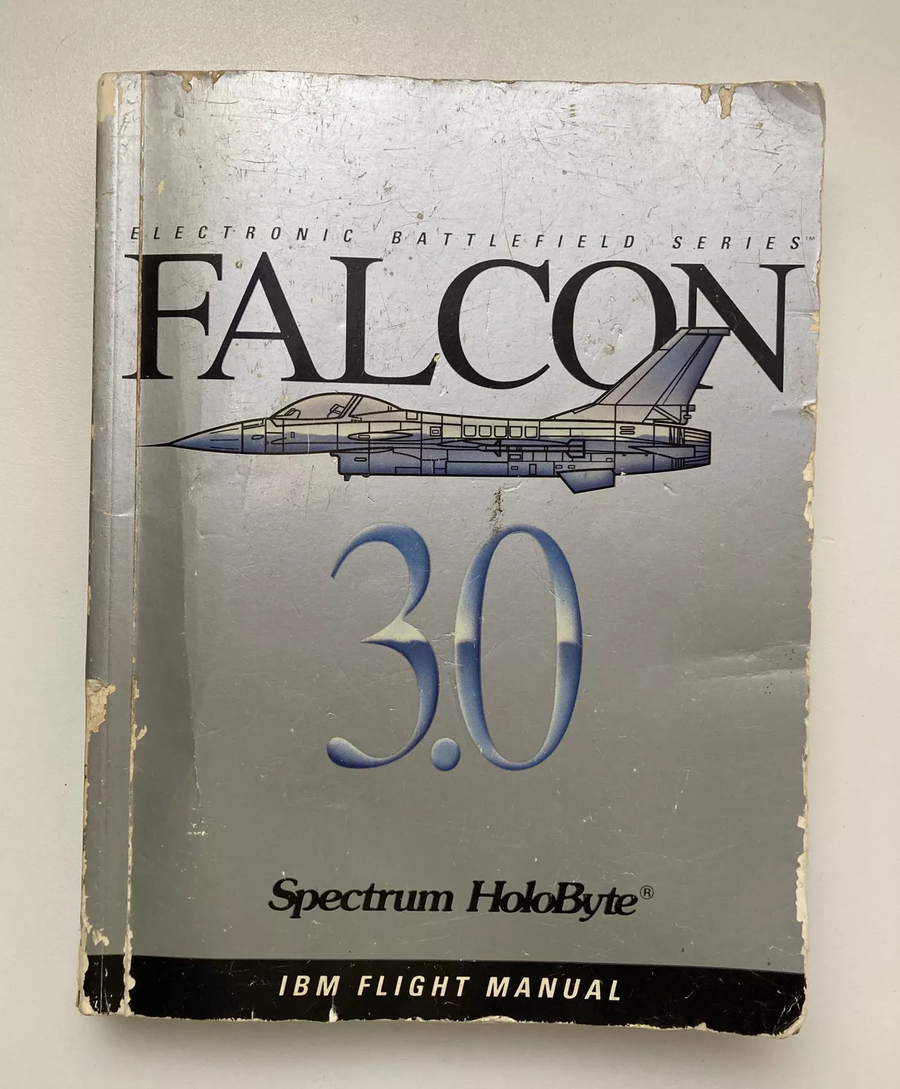 ELECTRONIC BATTLEFIELD SERIES™
FALCON
3.0
Spectrum HoloByte®
IBM FLIGHT MANUAL